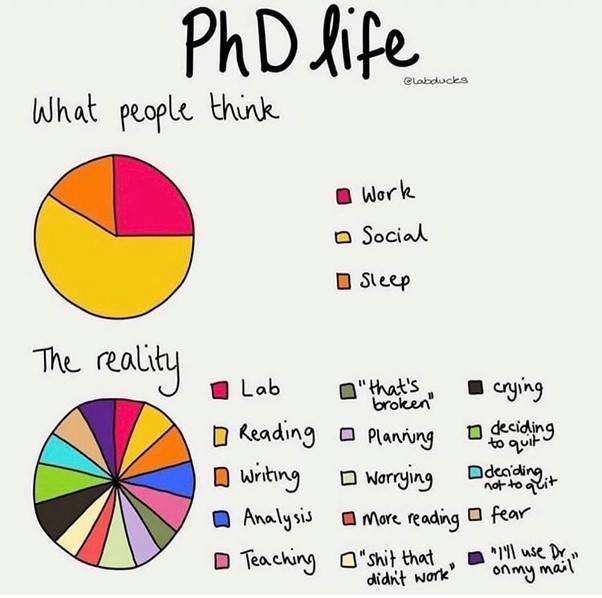 PhD life
@Labducks
What people think
Work
Social
Sleep
The reality
Lab
Reading
Writing
Analysis
Teaching
"that's
broken"
Planning
Worrying
More reading
"Shit that
didn't work"
crying
deciding
to quit
deciding
not to quit
fear
"I'll use Dr
on my mail"